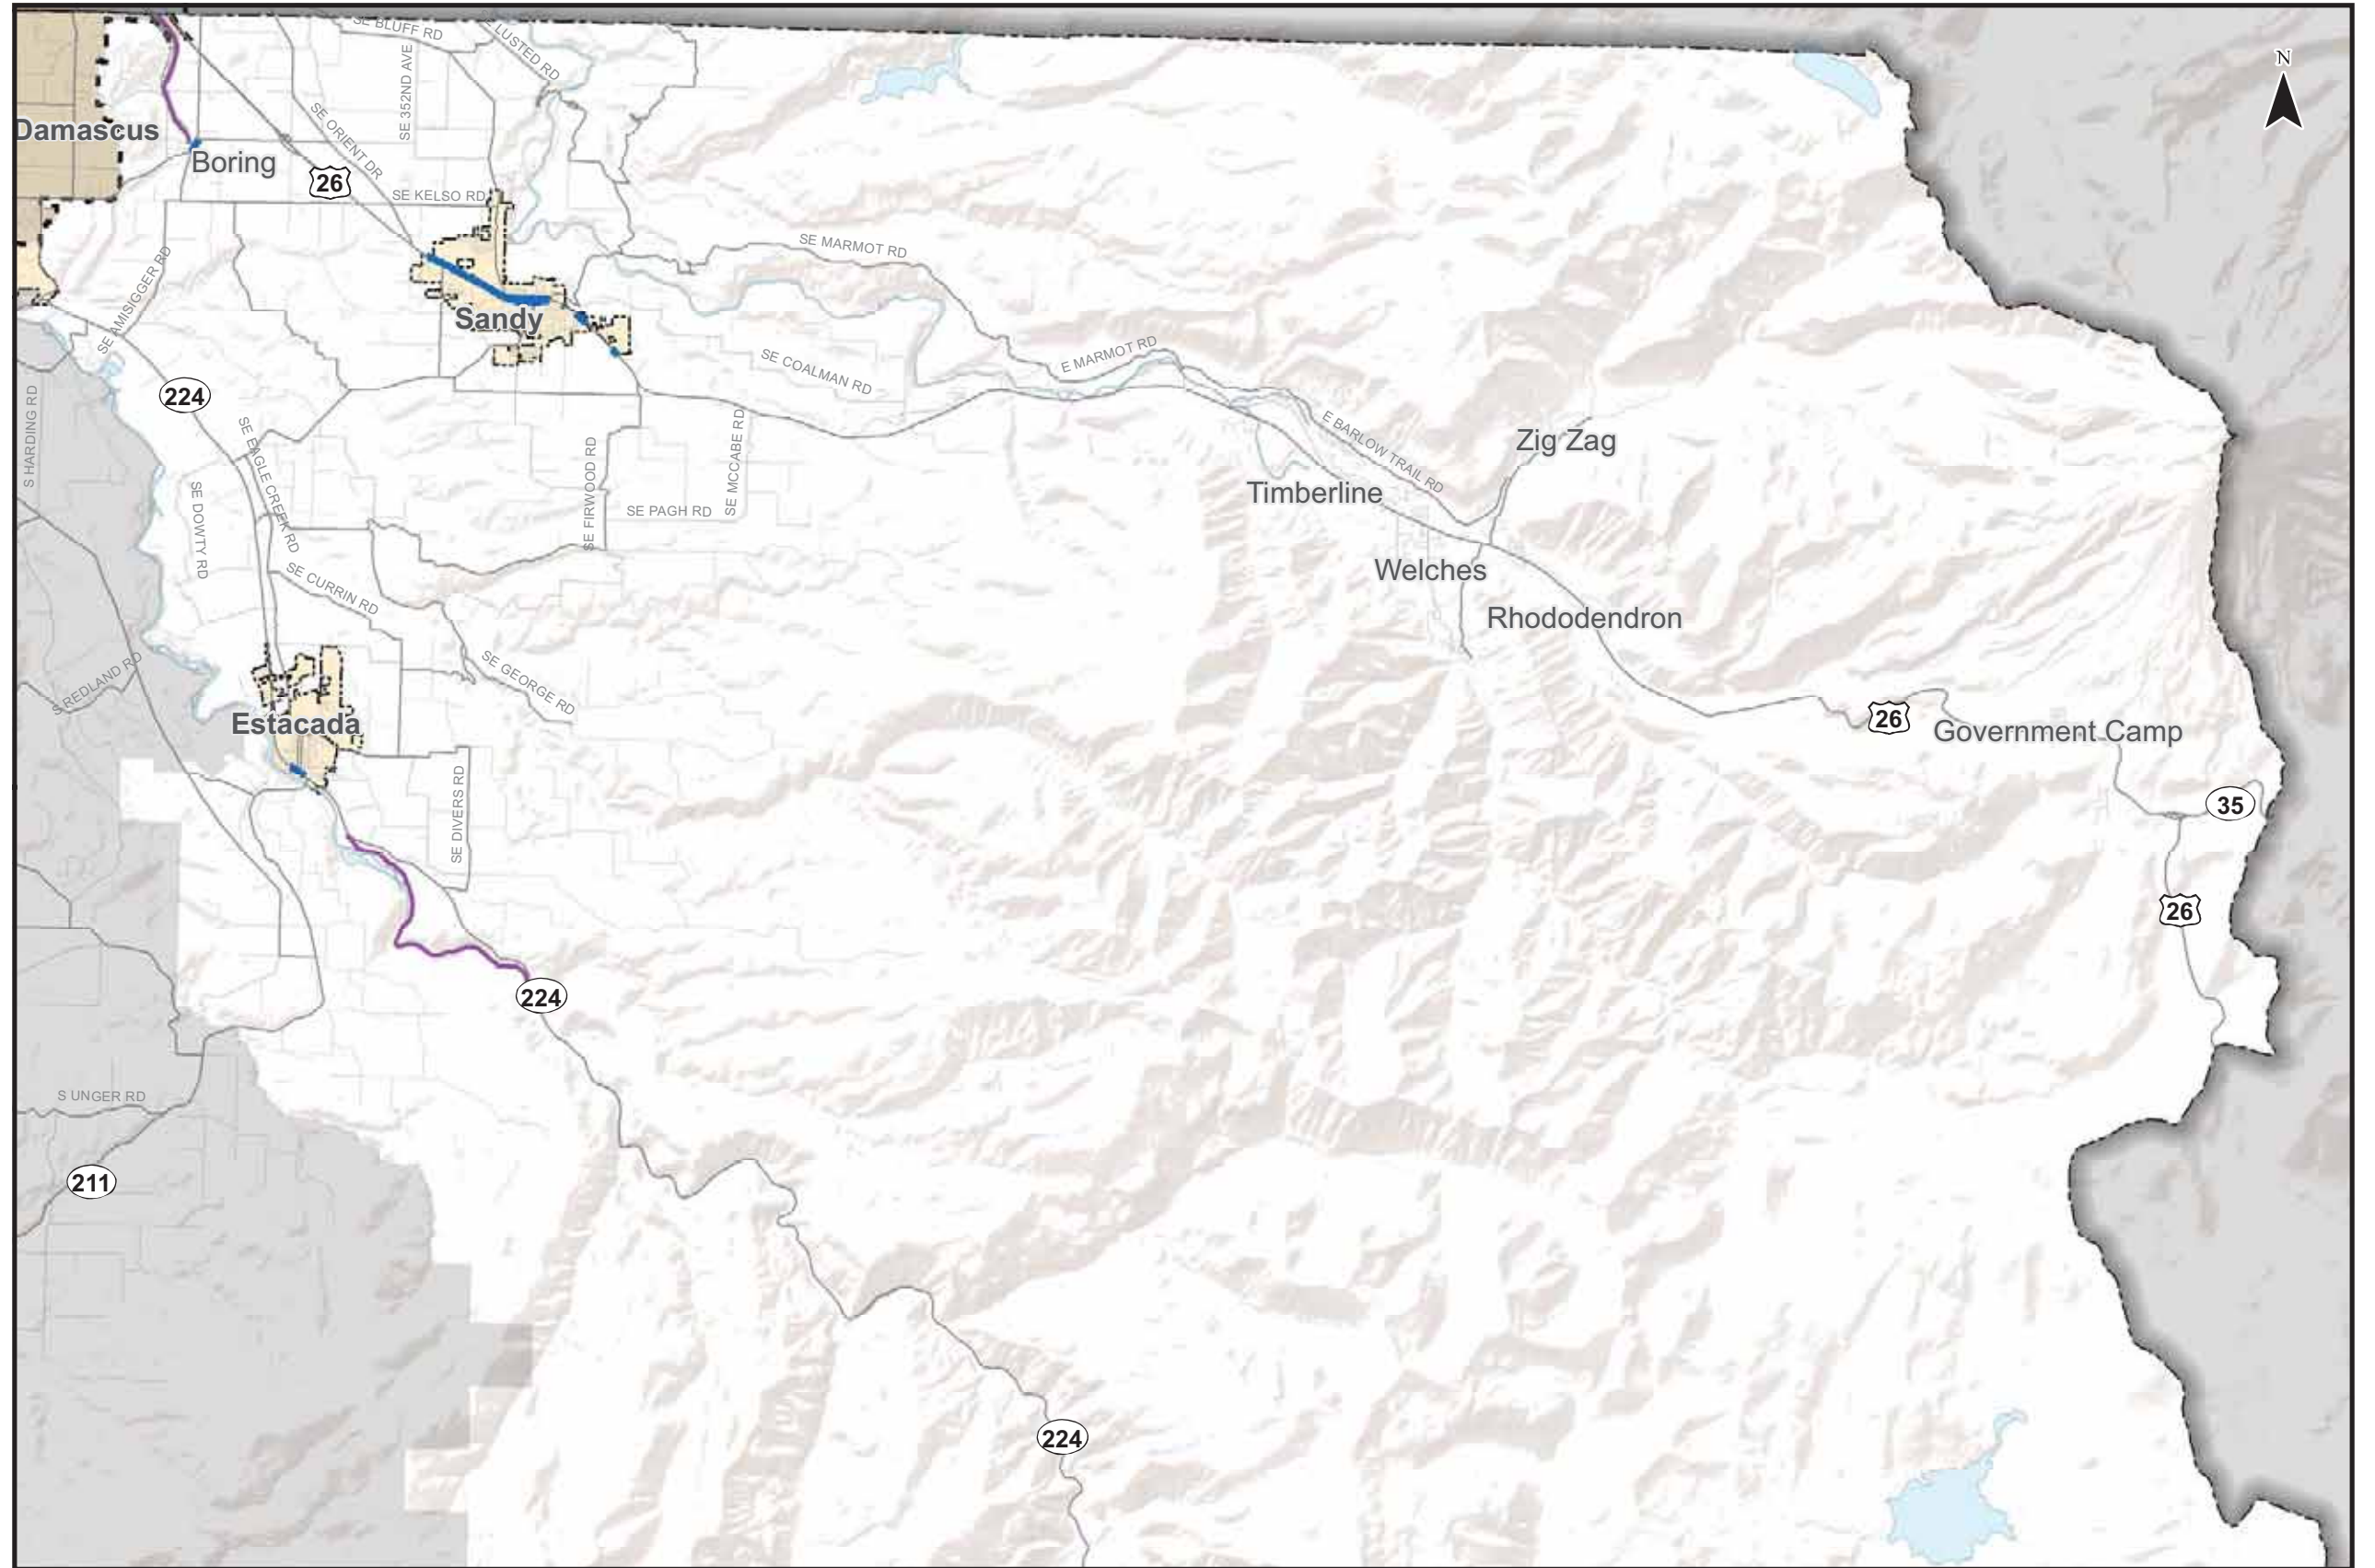 SE BLUFF RD
SE LUSTED RD
SE 352ND AVE
N
Damascus
SE ORIENT DR
Boring
26
SE KELSO RD
SE MARMOT RD
SE AMISIGGER RD
Sandy
E MARMOT RD
SE COALMAN RD
224
S HARDING RD
SE EAGLE CREEK RD
E BARLOW TRAIL RD
Zig Zag
SE FIRWOOD RD
SE MCCABE RD
Timberline
SE DOWTY RD
SE PAGH RD
Welches
SE CURRIN RD
Rhododendron
S REDLAND RD
SE GEORGE RD
Estacada
26
Government Camp
SE DIVERS RD
35
26
224
S UNGER RD
211
224